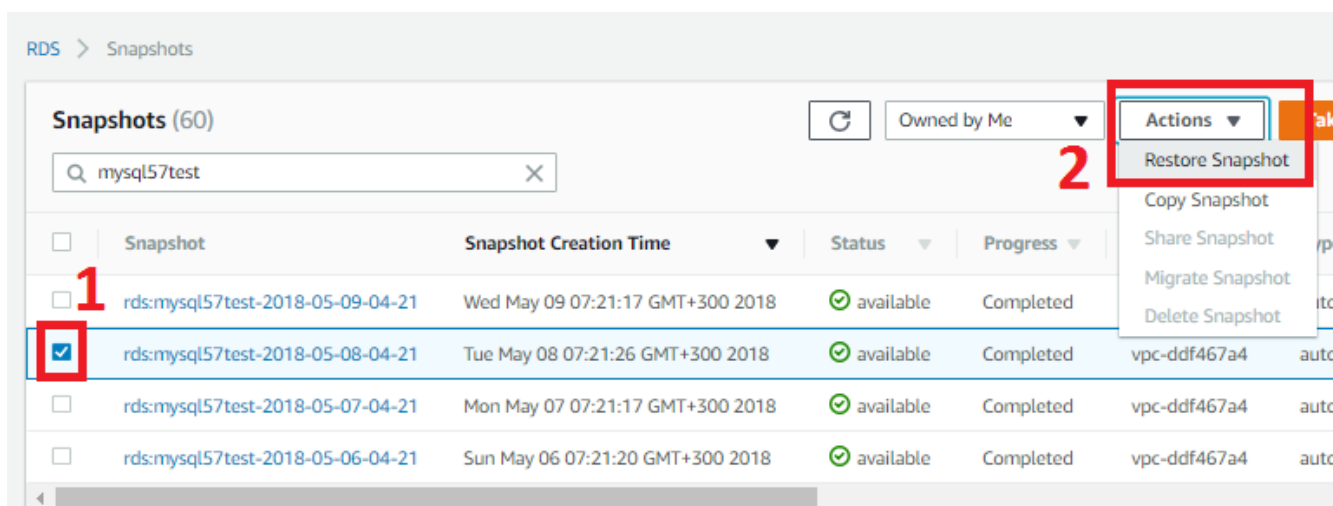 RDS > Snapshots
Snapshots (60)
Owned by Me
Actions
mysql57test
2
Restore Snapshot
Copy Snapshot
Share Snapshot
Migrate Snapshot
Delete Snapshot
Snapshot Snapshot Creation Time Status Progress
1
rds:mysql57test-2018-05-09-04-21 Wed May 09 07:21:17 GMT+300 2018 available Completed
rds:mysql57test-2018-05-08-04-21 Tue May 08 07:21:26 GMT+300 2018 available Completed vpc-ddf467a4
rds:mysql57test-2018-05-07-04-21 Mon May 07 07:21:17 GMT+300 2018 available Completed vpc-ddf467a4
rds:mysql57test-2018-05-06-04-21 Sun May 06 07:21:20 GMT+300 2018 available Completed vpc-ddf467a4